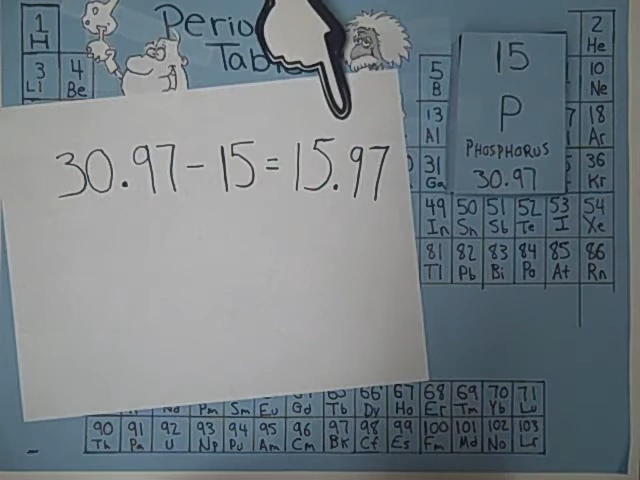 Perio
Tab
1
H
2
He
3
Li
4
Be
5
B
10
Ne
13
Al
18
Ar
31
Ga
36
Kr
15
P
PHOSPHORUS
30.97
30.97-15=15.97
49 50 51 52 53 54
In Sn Sb Te I Xe
81 82 83 84 85 86
Tl Pb Bi Po At Rn
66 67 68 69 70 71
Pm Sm Eu Gd Tb Dy Ho Er Tm Yb Lu
90 91 92 93 94 95 96 97 98 99 100 101 102 103
Th Pa U Np Pu Am Cm Bk Cf Es Fm Md No Lr